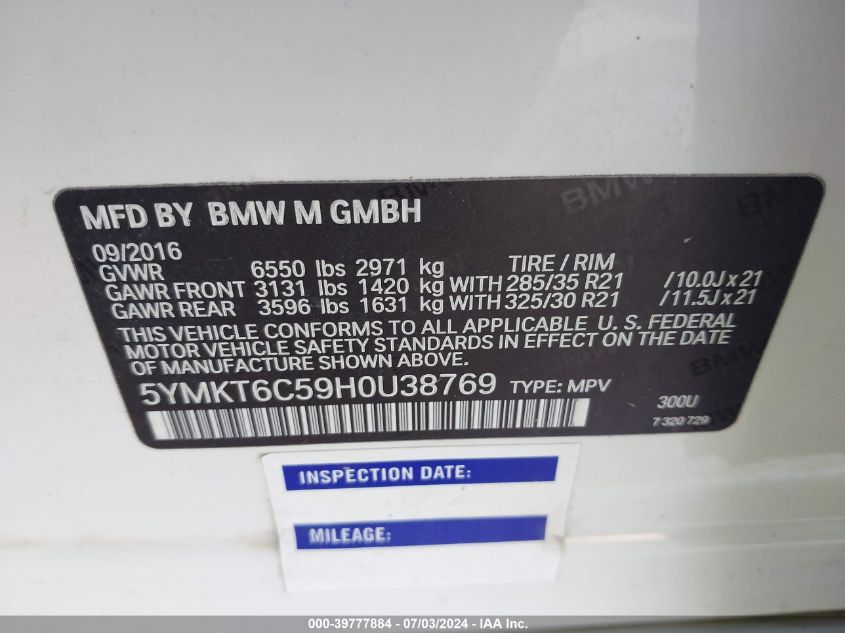 MFD BY BMW M GMBH
09/2016
GVWR 6550 lbs 2971 kg TIRE / RIM
GAWR FRONT 3131 lbs 1420 kg WITH 285/35 R21 /10.0J x 21
GAWR REAR 3596 lbs 1631 kg WITH 325/30 R21 /11.5J x 21
THIS VEHICLE CONFORMS TO ALL APPLICABLE U. S. FEDERAL
MOTOR VEHICLE SAFETY STANDARDS IN EFFECT ON THE DATE
OF MANUFACTURE SHOWN ABOVE.
5YMKT6C59H0U38769 TYPE: MPV 300U
7 320 729
INSPECTION DATE:
MILEAGE:
000-39777884 / 07/03/2024 - IAA Inc.